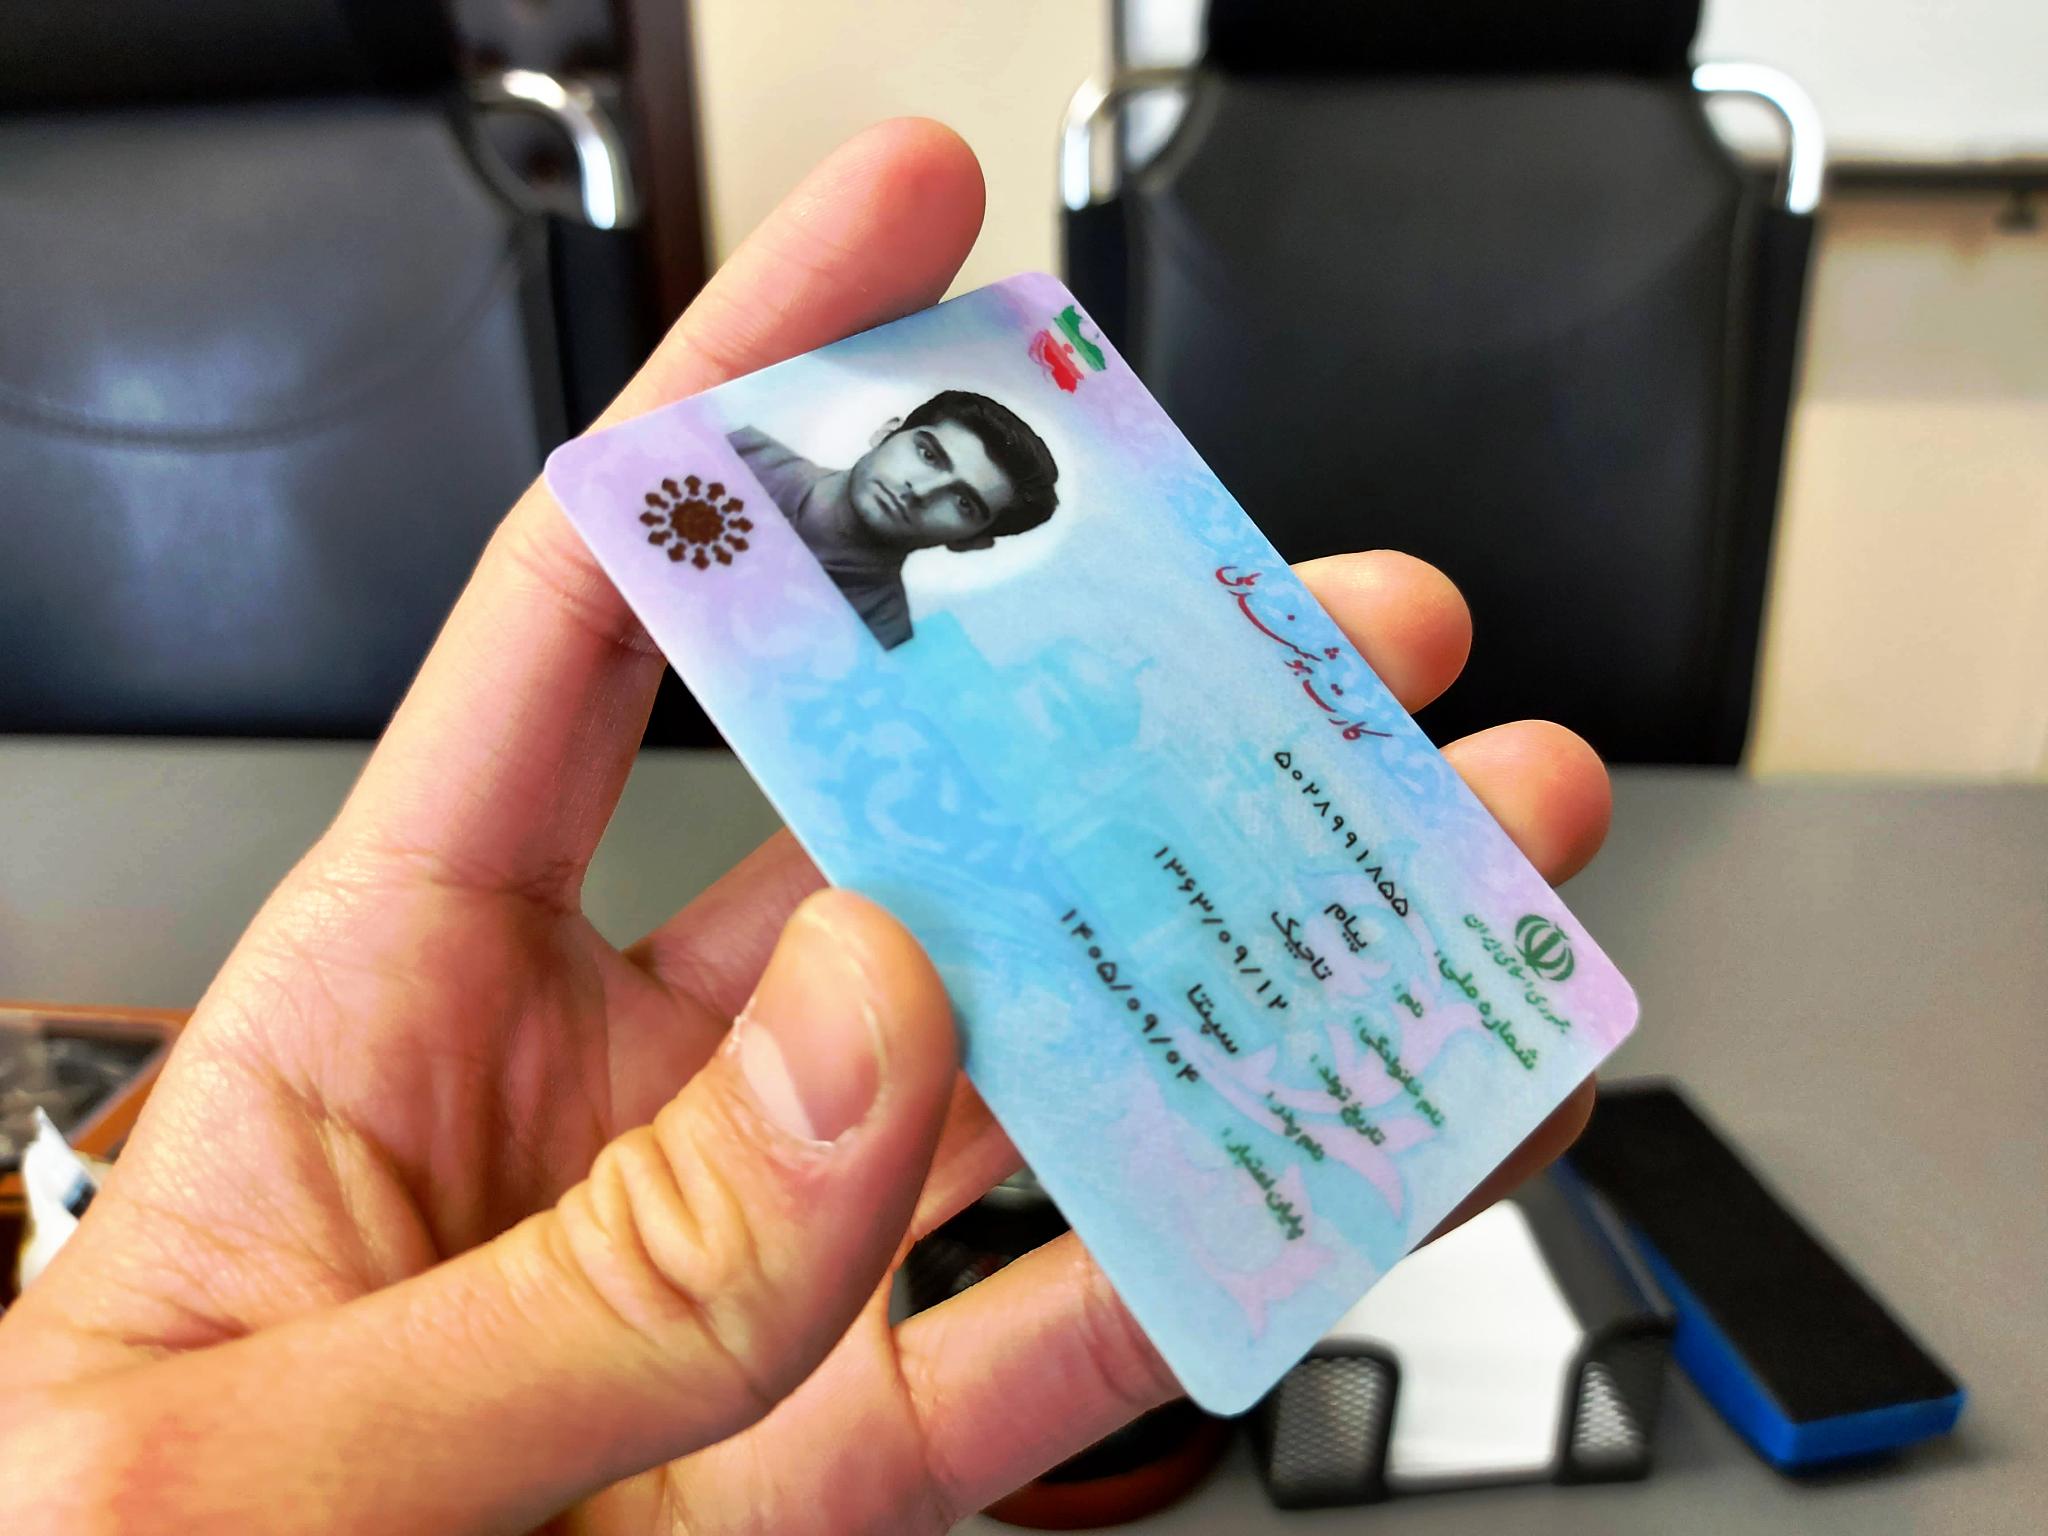 کارت هوشمند ملی
جمهوری اسلامی ایران
شماره ملی: ۵۰۲۸۹۹۱۸۵۵
نام: پیام
نام خانوادگی: تاجیک
تاریخ تولد: ۱۳۶۳/۰۹/۱۲
نام پدر: سپنتا
پایان اعتبار: ۱۴۰۵/۰۹/۰۴